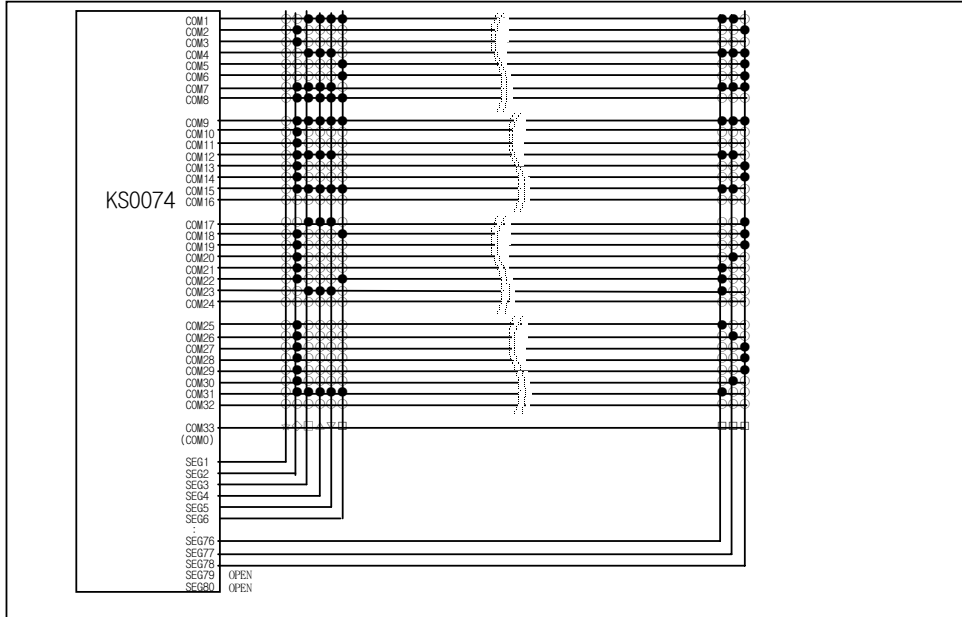 COM1
COM2
COM3
COM4
COM5
COM6
COM7
COM8
COM9
COM10
COM11
COM12
COM13
COM14
COM15
KS0074
COM16
COM17
COM18
COM19
COM20
COM21
COM22
COM23
COM24
COM25
COM26
COM27
COM28
COM29
COM30
COM31
COM32
COM33
(COM0)
SEG1
SEG2
SEG3
SEG4
SEG5
SEG6
:
SEG76
SEG77
SEG78
SEG79 OPEN
SEG80 OPEN